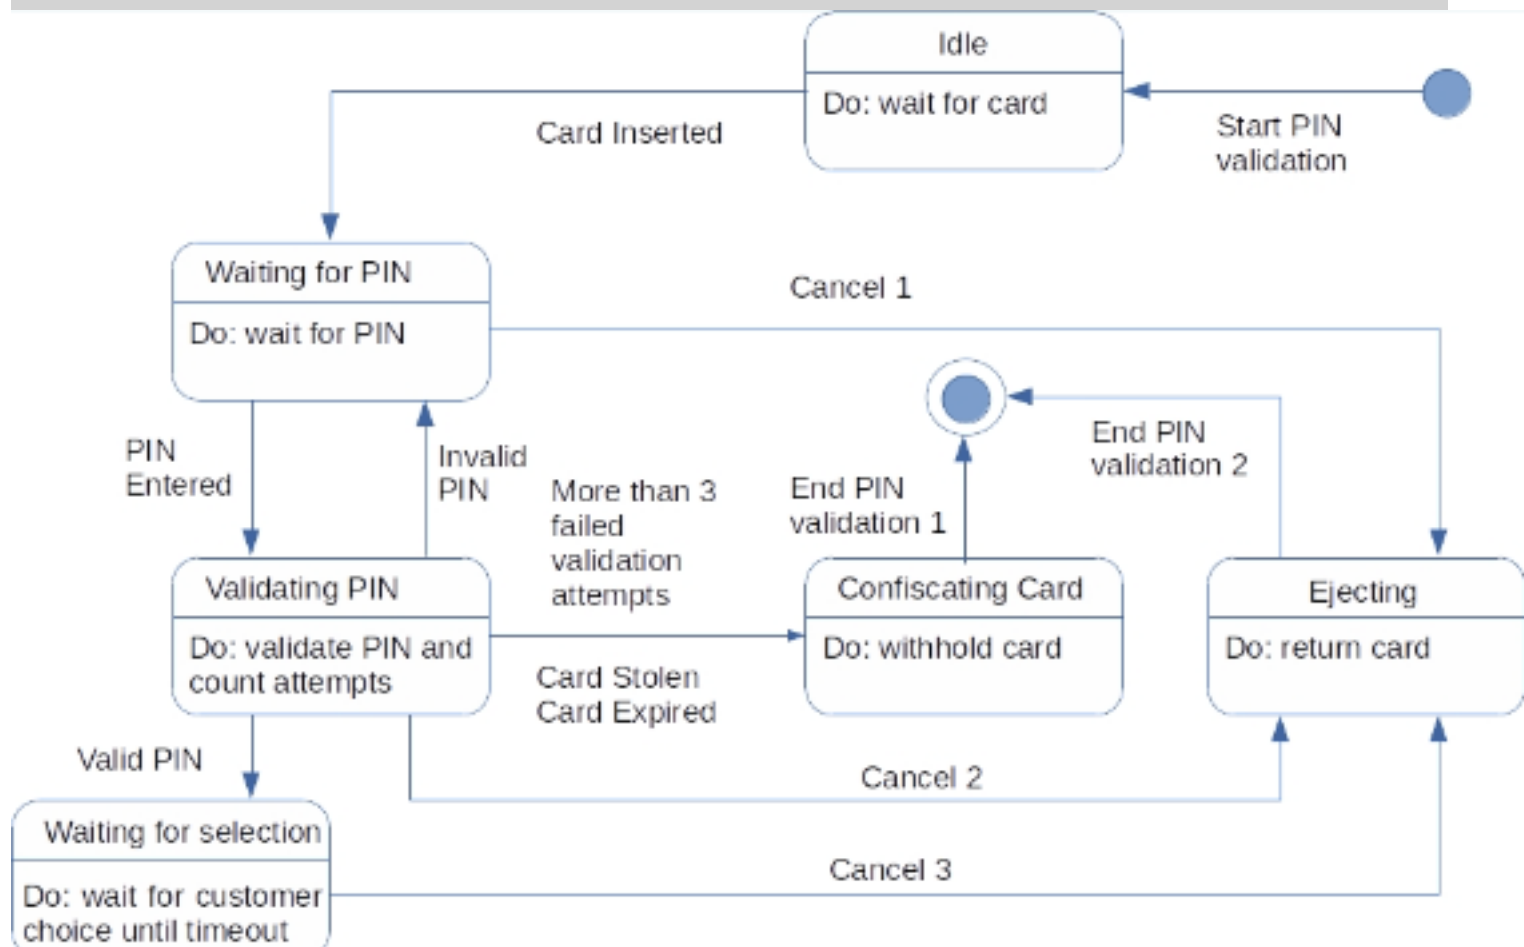 Idle
Do: wait for card
Start PIN
validation
Card Inserted
Waiting for PIN
Do: wait for PIN
Cancel 1
PIN
Entered
Invalid
PIN
More than 3
failed
validation
attempts
End PIN
validation 1
End PIN
validation 2
Validating PIN
Do: validate PIN and
count attempts
Card Stolen
Card Expired
Confiscating Card
Do: withhold card
Ejecting
Do: return card
Valid PIN
Cancel 2
Waiting for selection
Do: wait for customer
choice until timeout
Cancel 3